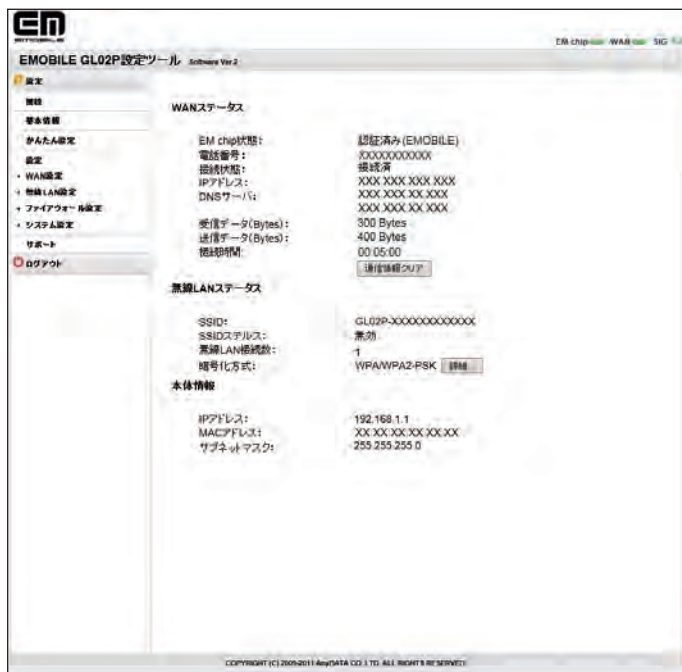 EM
EMOBILE
EM chip WAN SIG
EMOBILE GL02P設定ツール Software Ver.2
設定
接続
基本情報
かんたん設定
設定
WAN設定
無線LAN設定
ファイアウォール設定
システム設定
サポート
ログアウト
WANステータス
EM chip状態: 認証済み(EMOBILE)
電話番号: XXXXXXXXXXX
接続状態: 接続済
IPアドレス: XXX.XXX.XXX.XXX
DNSサーバ: XXX.XXX.XX.XXX
XXX.XXX.XX.XXX
受信データ(Bytes): 300 Bytes
送信データ(Bytes): 400 Bytes
接続時間: 00:05:00
通信情報クリア
無線LANステータス
SSID: GL02P-XXXXXXXXXXXX
SSIDステルス: 無効
無線LAN接続数: 1
暗号化方式: WPA/WPA2-PSK 詳細...
本体情報
IPアドレス: 192.168.1.1
MACアドレス: XX:XX:XX:XX:XX:XX
サブネットマスク: 255.255.255.0
COPYRIGHT (C) 2005-2011 AnyDATA CO. LTD. ALL RIGHTS RESERVED.